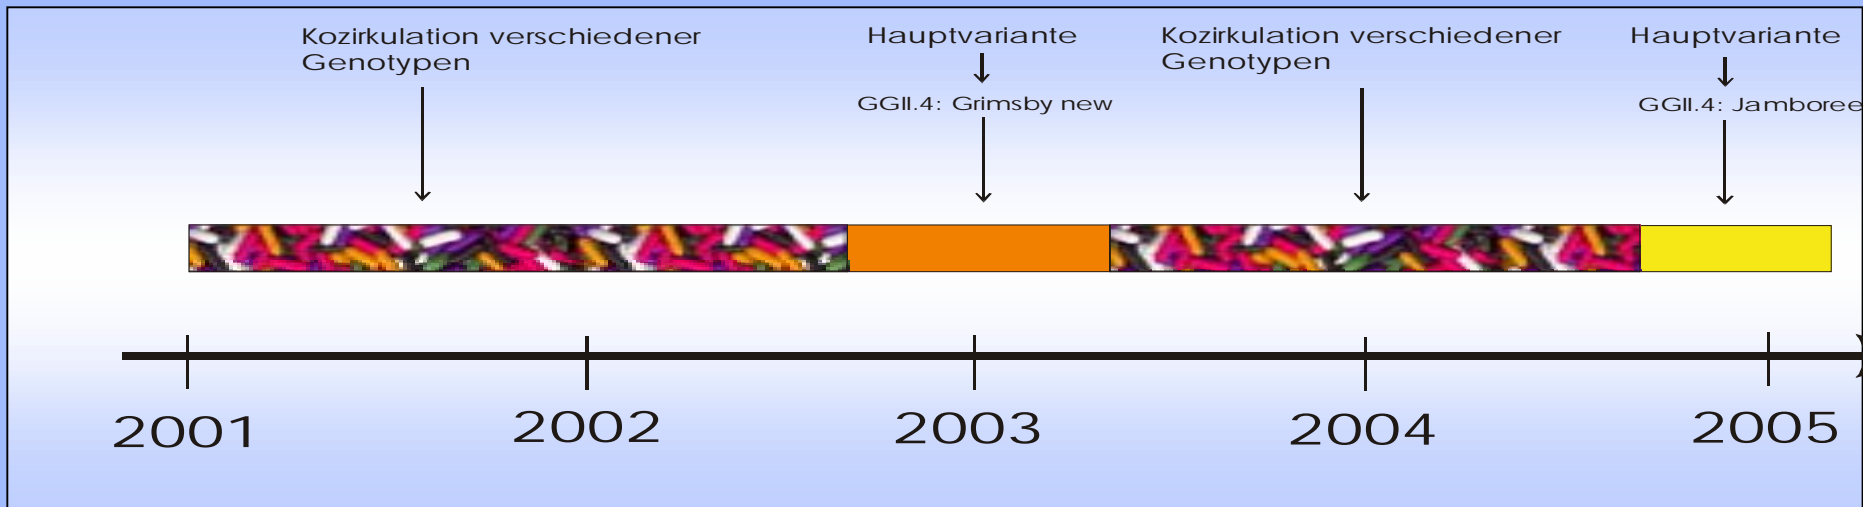 Kozirkulation verschiedener
Genotypen
Hauptvariante
GGII.4: Grimsby new
Kozirkulation verschiedener
Genotypen
Hauptvariante
GGII.4: Jamboree
2001
2002
2003
2004
2005